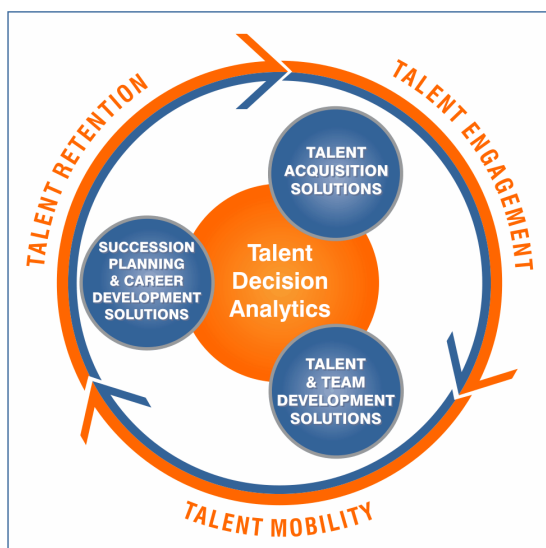 TALENT RETENTION
TALENT ENGAGEMENT
TALENT
ACQUISITION
SOLUTIONS
SUCCESSION
PLANNING
& CAREER
DEVELOPMENT
SOLUTIONS
Talent
Decision
Analytics
TALENT
& TEAM
DEVELOPMENT
SOLUTIONS
TALENT MOBILITY